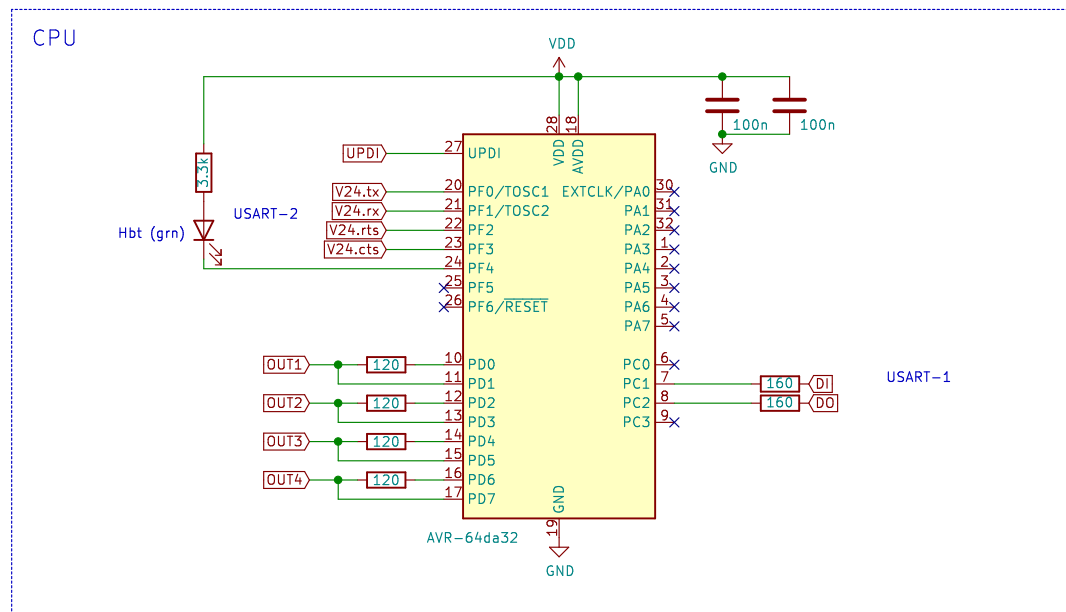 CPU
VDD
100n
100n
GND
3.3k
Hbt (grn)
USART-2
UPDI
V24.tx
V24.rx
V24.rts
V24.cts
27
20
21
22
23
24
25
26
UPDI
PF0/TOSC1
PF1/TOSC2
PF2
PF3
PF4
PF5
PF6/RESET
28
18
VDD
AVDD
EXTCLK/PA0
PA1
PA2
PA3
PA4
PA5
PA6
PA7
30
31
32
1
2
3
4
5
OUT1
OUT2
OUT3
OUT4
120
120
120
120
10
11
12
13
14
15
16
17
PD0
PD1
PD2
PD3
PD4
PD5
PD6
PD7
PC0
PC1
PC2
PC3
6
7
8
9
160
160
DI
DO
USART-1
GND
19
AVR-64da32
GND